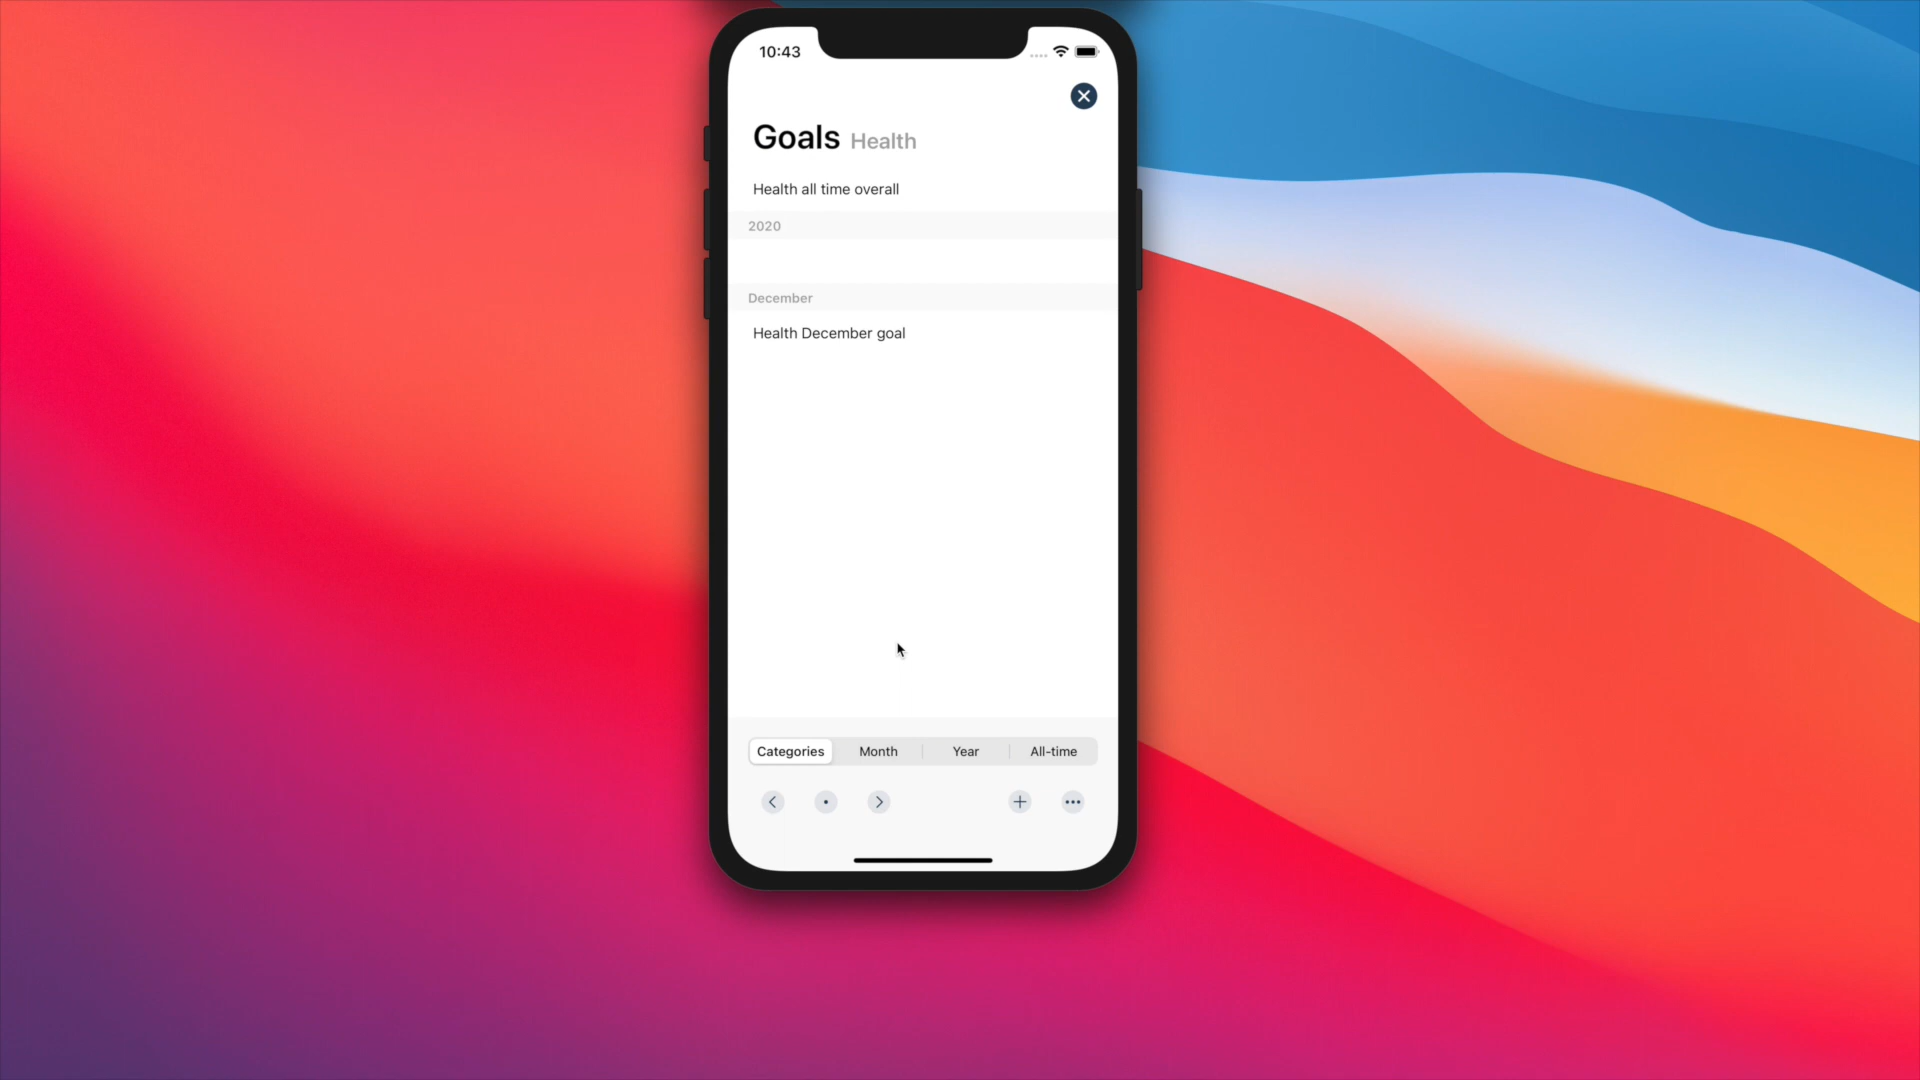 10:43
Goals Health
Health all time overall
2020
December
Health December goal
Categories Month Year All-time